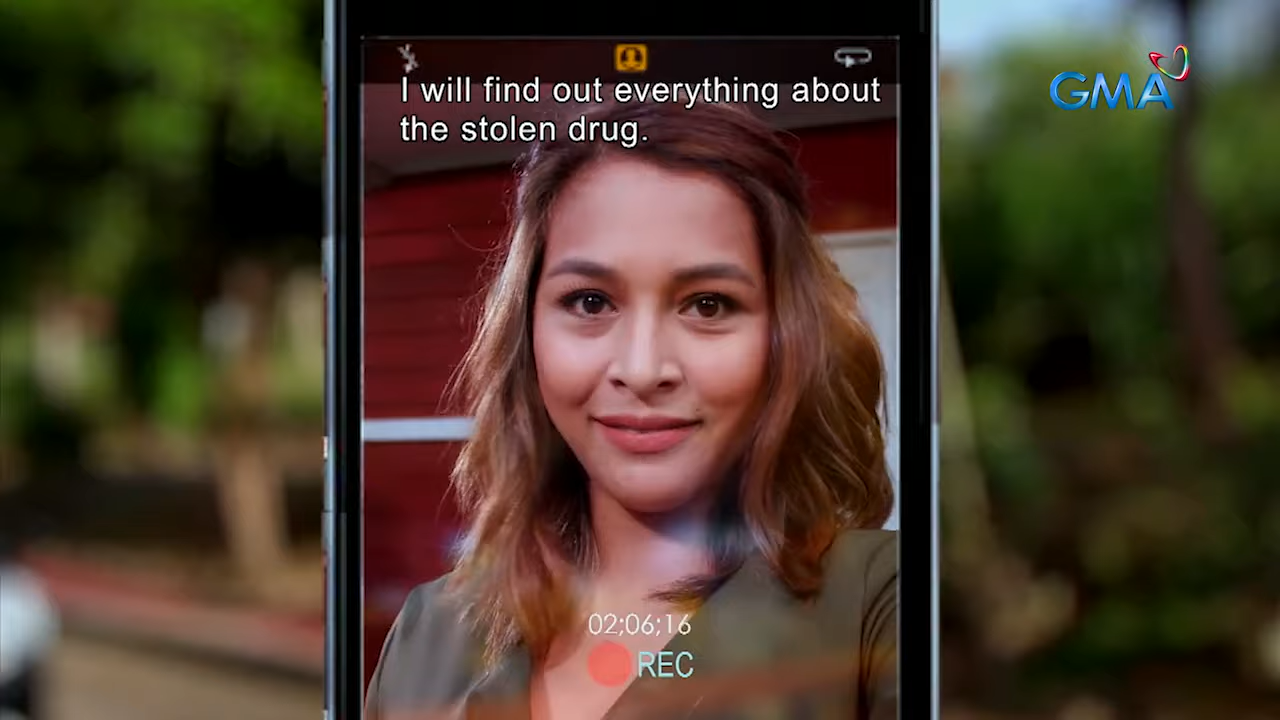 I will find out everything about
the stolen drug.
GMA
02;06;16
REC